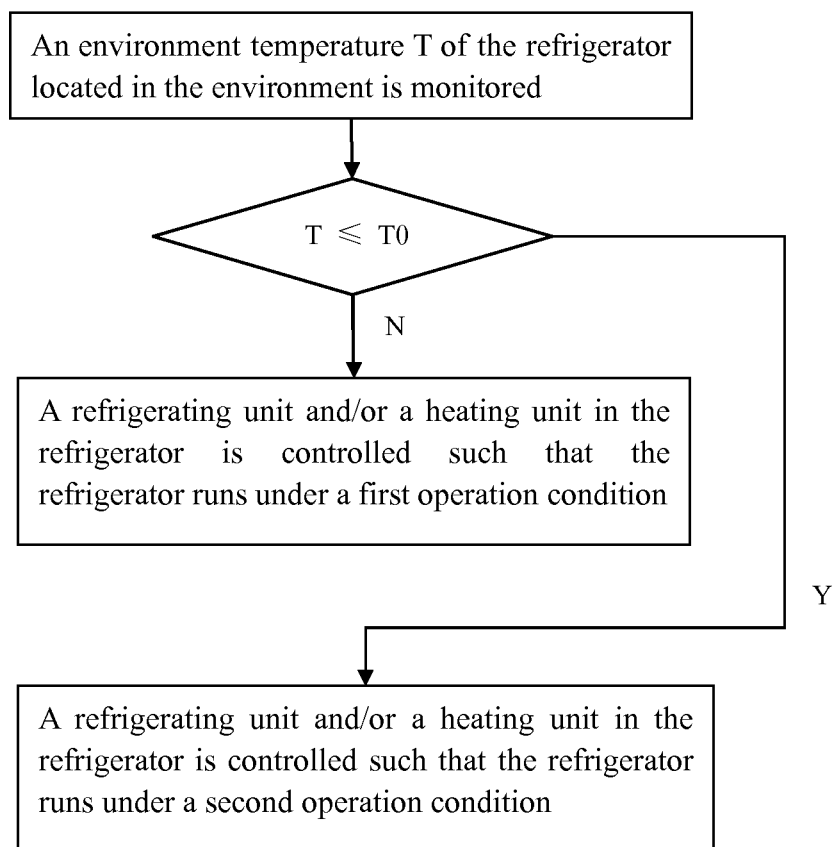 An environment temperature T of the refrigerator
located in the environment is monitored
T ⩽ T0
N
A refrigerating unit and/or a heating unit in the
refrigerator is controlled such that the
refrigerator runs under a first operation condition
Y
A refrigerating unit and/or a heating unit in the
refrigerator is controlled such that the refrigerator
runs under a second operation condition